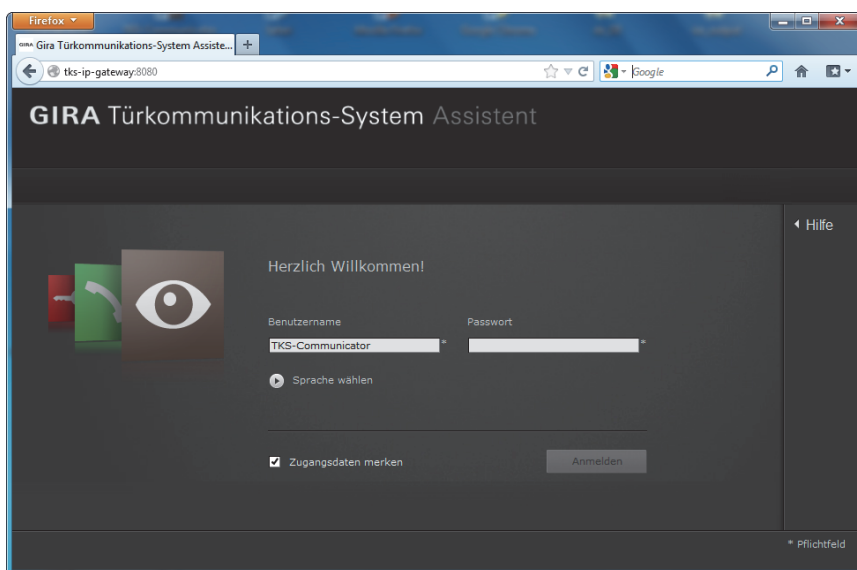 Firefox
GIRA Gira Türkommunikations-System Assiste...
tks-ip-gateway:8080
Google
GIRA Türkommunikations-System Assistent
Hilfe
Herzlich Willkommen!
Benutzername Passwort
TKS-Communicator * *
Sprache wählen
Zugangsdaten merken Anmelden
* Pflichtfeld